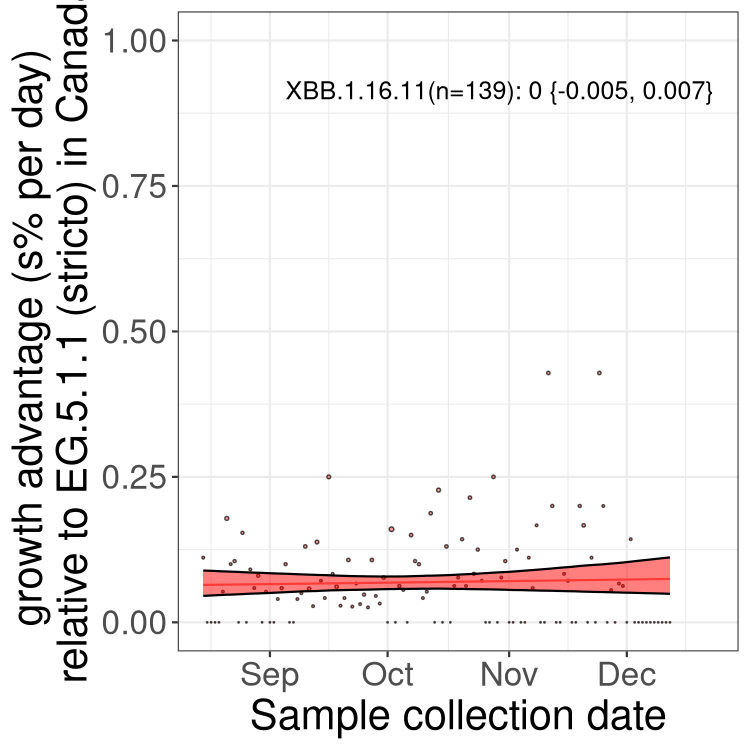 growth advantage (s% per day)
relative to EG.5.1.1 (stricto) in Canada
1.00
0.75
0.50
0.25
0.00
XBB.1.16.11(n=139): 0 {-0.005, 0.007}
Sep Oct Nov Dec
Sample collection date